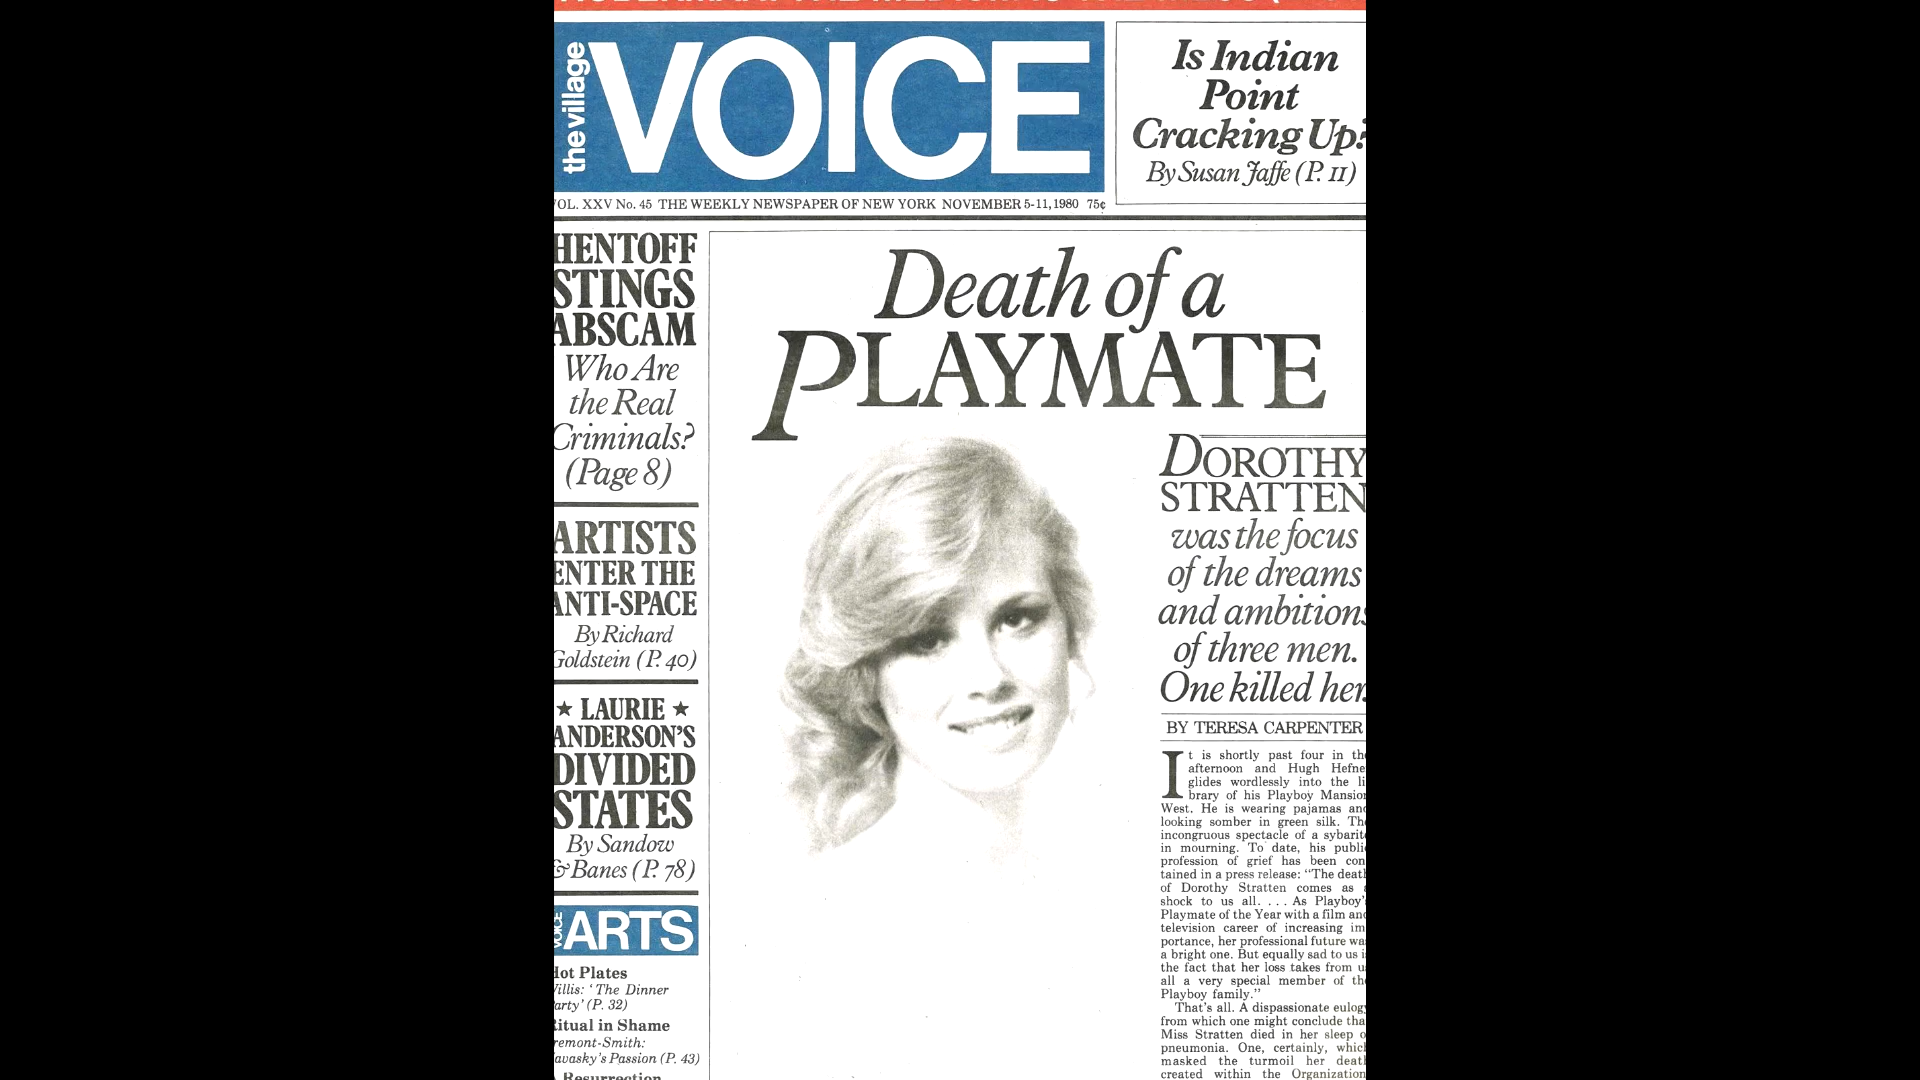 the village
VOICE
VOL. XXV No. 45 THE WEEKLY NEWSPAPER OF NEW YORK NOVEMBER 5-11, 1980 75¢
Is Indian
Point
Cracking Up?
By Susan Jaffe (P. 11)
HENTOFF
STINGS
ABSCAM
Who Are
the Real
Criminals?
(Page 8)
ARTISTS
ENTER THE
ANTI-SPACE
By Richard
Goldstein (P. 40)
★ LAURIE ★
ANDERSON'S
DIVIDED
STATES
By Sandow
& Banes (P. 78)
VOICE ARTS
Hot Plates
Willis: 'The Dinner
Party' (P. 32)
Ritual in Shame
remont-Smith:
avasky's Passion (P. 43)
Resurrection
Death of a
PLAYMATE
DOROTHY
STRATTEN
was the focus
of the dreams
and ambitions
of three men.
One killed her.
BY TERESA CARPENTER
It is shortly past four in the
afternoon and Hugh Hefne
glides wordlessly into the li
brary of his Playboy Mansion
West. He is wearing pajamas and
looking somber in green silk. The
incongruous spectacle of a sybarite
in mourning. To date, his publi
profession of grief has been con
tained in a press release: "The death
of Dorothy Stratten comes as a
shock to us all. . . . As Playboy's
Playmate of the Year with a film and
television career of increasing im
portance, her professional future was
a bright one. But equally sad to us is
the fact that her loss takes from us
all a very special member of the
Playboy family."
That's all. A dispassionate eulogy
from which one might conclude that
Miss Stratten died in her sleep of
pneumonia. One, certainly, which
masked the turmoil her death
created within the Organization.